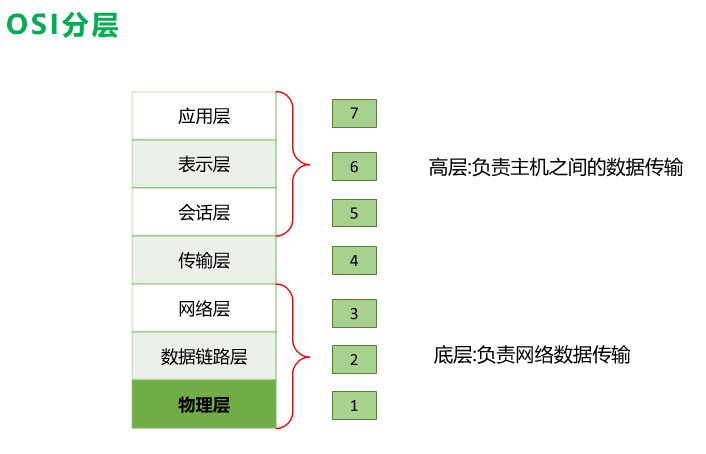 OSI分层
应用层
7
表示层
6
高层:负责主机之间的数据传输
会话层
5
传输层
4
网络层
3
数据链路层
2
底层:负责网络数据传输
物理层
1